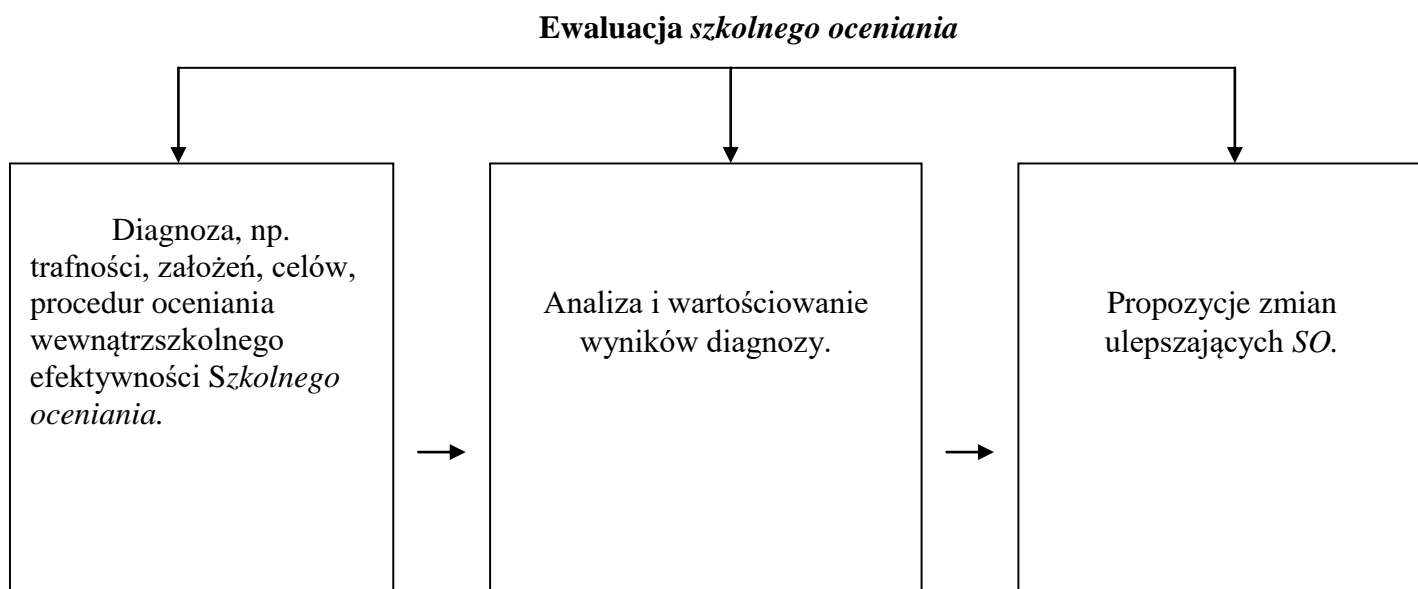 Ewaluacja szkolnego oceniania
Diagnoza, np.
trafności, założeń, celów,
procedur oceniania
wewnątrzszkolnego
efektywności Szkolnego
oceniania.
Analiza i wartościowanie
wyników diagnozy.
Propozycje zmian
ulepszających SO.